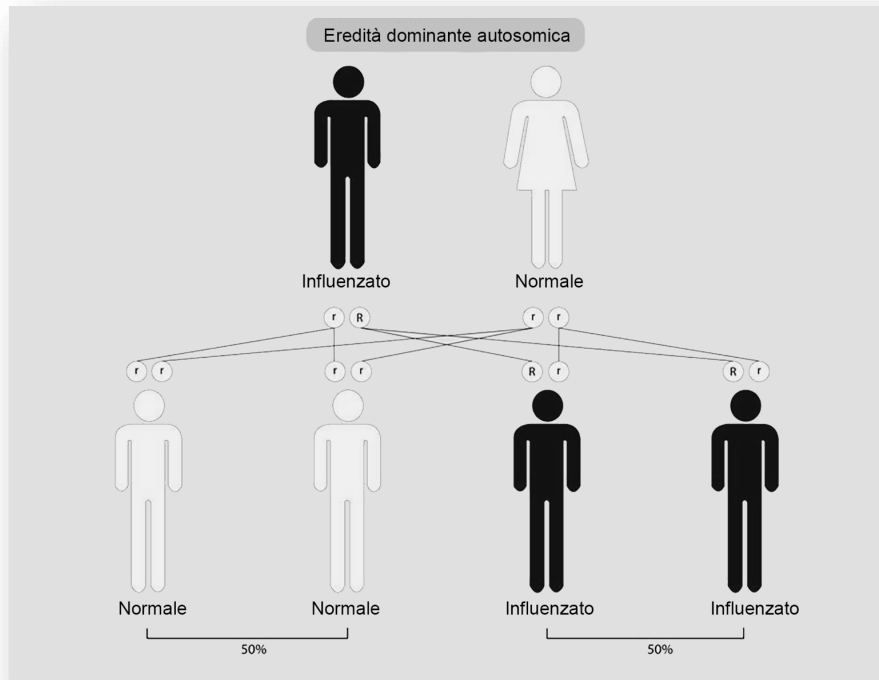 Eredità dominante autosomica
Influenzato Normale
r R r r
r r r r R r R r
Normale Normale Influenzato Influenzato
50% 50%